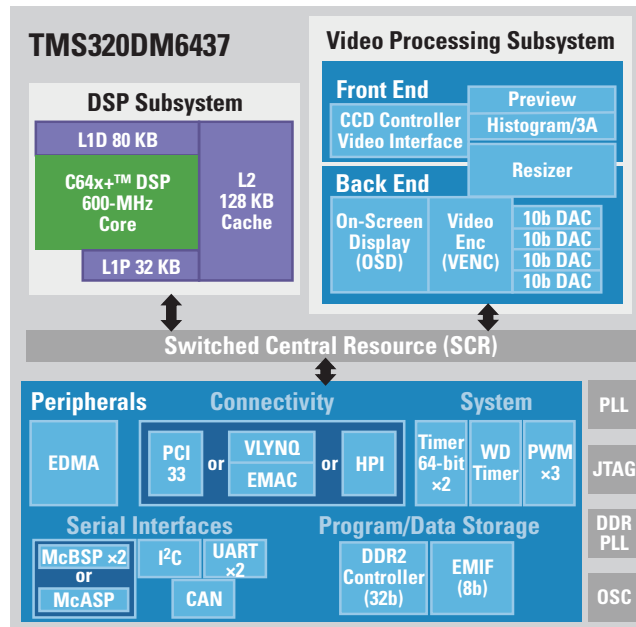 TMS320DM6437
DSP Subsystem
L1D 80 KB
C64x+™ DSP
600-MHz
Core
L1P 32 KB
L2
128 KB
Cache
Video Processing Subsystem
Front End
CCD Controller
Video Interface
Preview
Histogram/3A
Resizer
Back End
On-Screen
Display
(OSD)
Video
Enc
(VENC)
10b DAC
10b DAC
10b DAC
10b DAC
Switched Central Resource (SCR)
Peripherals
EDMA
Connectivity
PCI
33
or
VLYNQ
EMAC
or
HPI
System
Timer
64-bit
×2
WD
Timer
PWM
×3
Serial Interfaces
McBSP ×2
or
McASP
I²C
UART
×2
CAN
Program/Data Storage
DDR2
Controller
(32b)
EMIF
(8b)
PLL
JTAG
DDR
PLL
OSC